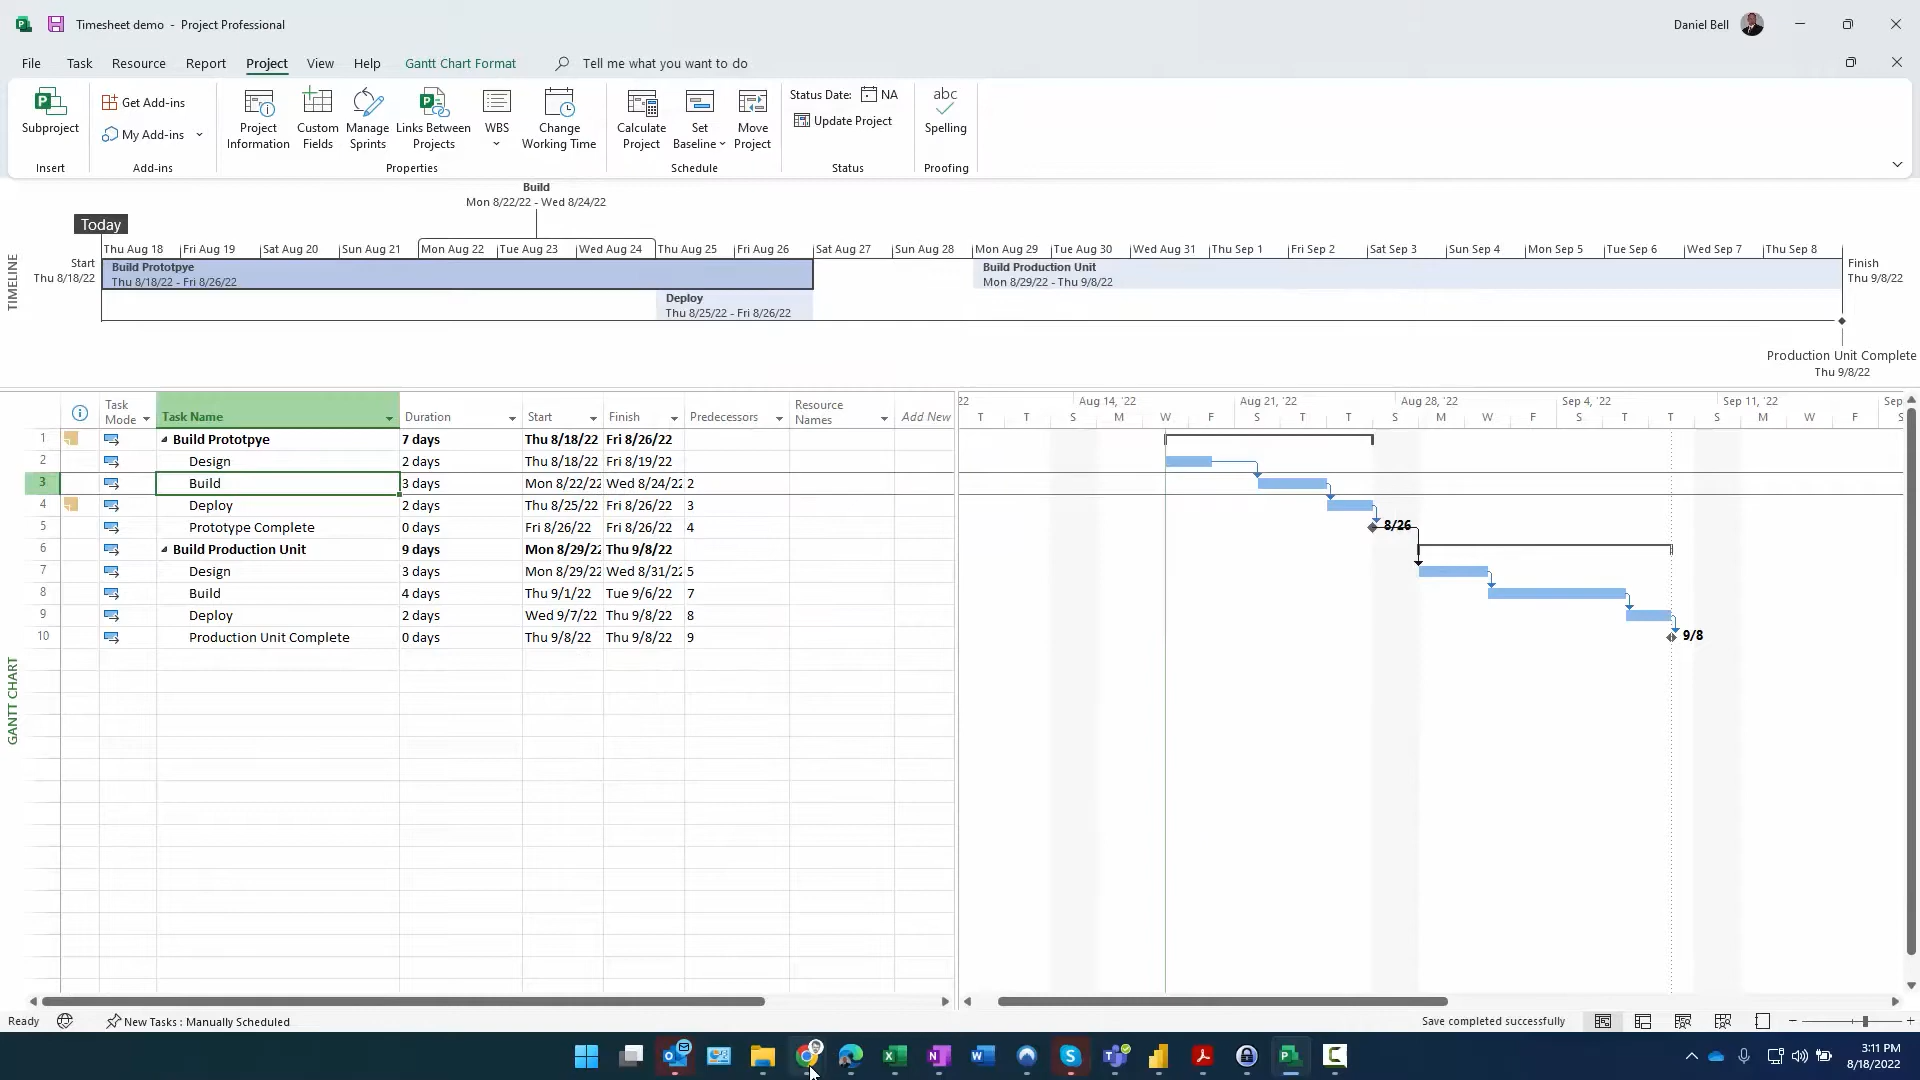 Timesheet demo - Project Professional
Daniel Bell
File Task Resource Report Project View Help Gantt Chart Format Tell me what you want to do
Subproject
Insert
Get Add-ins
My Add-ins
Add-ins
Project Information
Custom Fields
Manage Sprints
Links Between Projects
WBS
Change Working Time
Properties
Calculate Project
Set Baseline
Move Project
Schedule
Status Date: NA
Update Project
Status
abc
Spelling
Proofing
Build
Mon 8/22/22 - Wed 8/24/22
Today
Thu Aug 18 Fri Aug 19 Sat Aug 20 Sun Aug 21 Mon Aug 22 Tue Aug 23 Wed Aug 24 Thu Aug 25 Fri Aug 26 Sat Aug 27 Sun Aug 28 Mon Aug 29 Tue Aug 30 Wed Aug 31 Thu Sep 1 Fri Sep 2 Sat Sep 3 Sun Sep 4 Mon Sep 5 Tue Sep 6 Wed Sep 7 Thu Sep 8
TIMELINE
Start
Thu 8/18/22
Build Prototpye
Thu 8/18/22 - Fri 8/26/22
Build Production Unit
Mon 8/29/22 - Thu 9/8/22
Finish
Thu 9/8/22
Deploy
Thu 8/25/22 - Fri 8/26/22
Production Unit Complete
Thu 9/8/22
Task Mode Task Name Duration Start Finish Predecessors Resource Names Add New
1 Build Prototpye 7 days Thu 8/18/22 Fri 8/26/22
2 Design 2 days Thu 8/18/22 Fri 8/19/22
3 Build 3 days Mon 8/22/22 Wed 8/24/22 2
4 Deploy 2 days Thu 8/25/22 Fri 8/26/22 3
5 Prototype Complete 0 days Fri 8/26/22 Fri 8/26/22 4
6 Build Production Unit 9 days Mon 8/29/22 Thu 9/8/22
7 Design 3 days Mon 8/29/22 Wed 8/31/22 5
8 Build 4 days Thu 9/1/22 Tue 9/6/22 7
9 Deploy 2 days Wed 9/7/22 Thu 9/8/22 8
10 Production Unit Complete 0 days Thu 9/8/22 Thu 9/8/22 9
GANTT CHART
22 Aug 14, '22 Aug 21, '22 Aug 28, '22 Sep 4, '22 Sep 11, '22 Sep
T T S M W F S T T S M W F S T T S M W F S
8/26
9/8
Ready New Tasks : Manually Scheduled
Save completed successfully
3:11 PM
8/18/2022